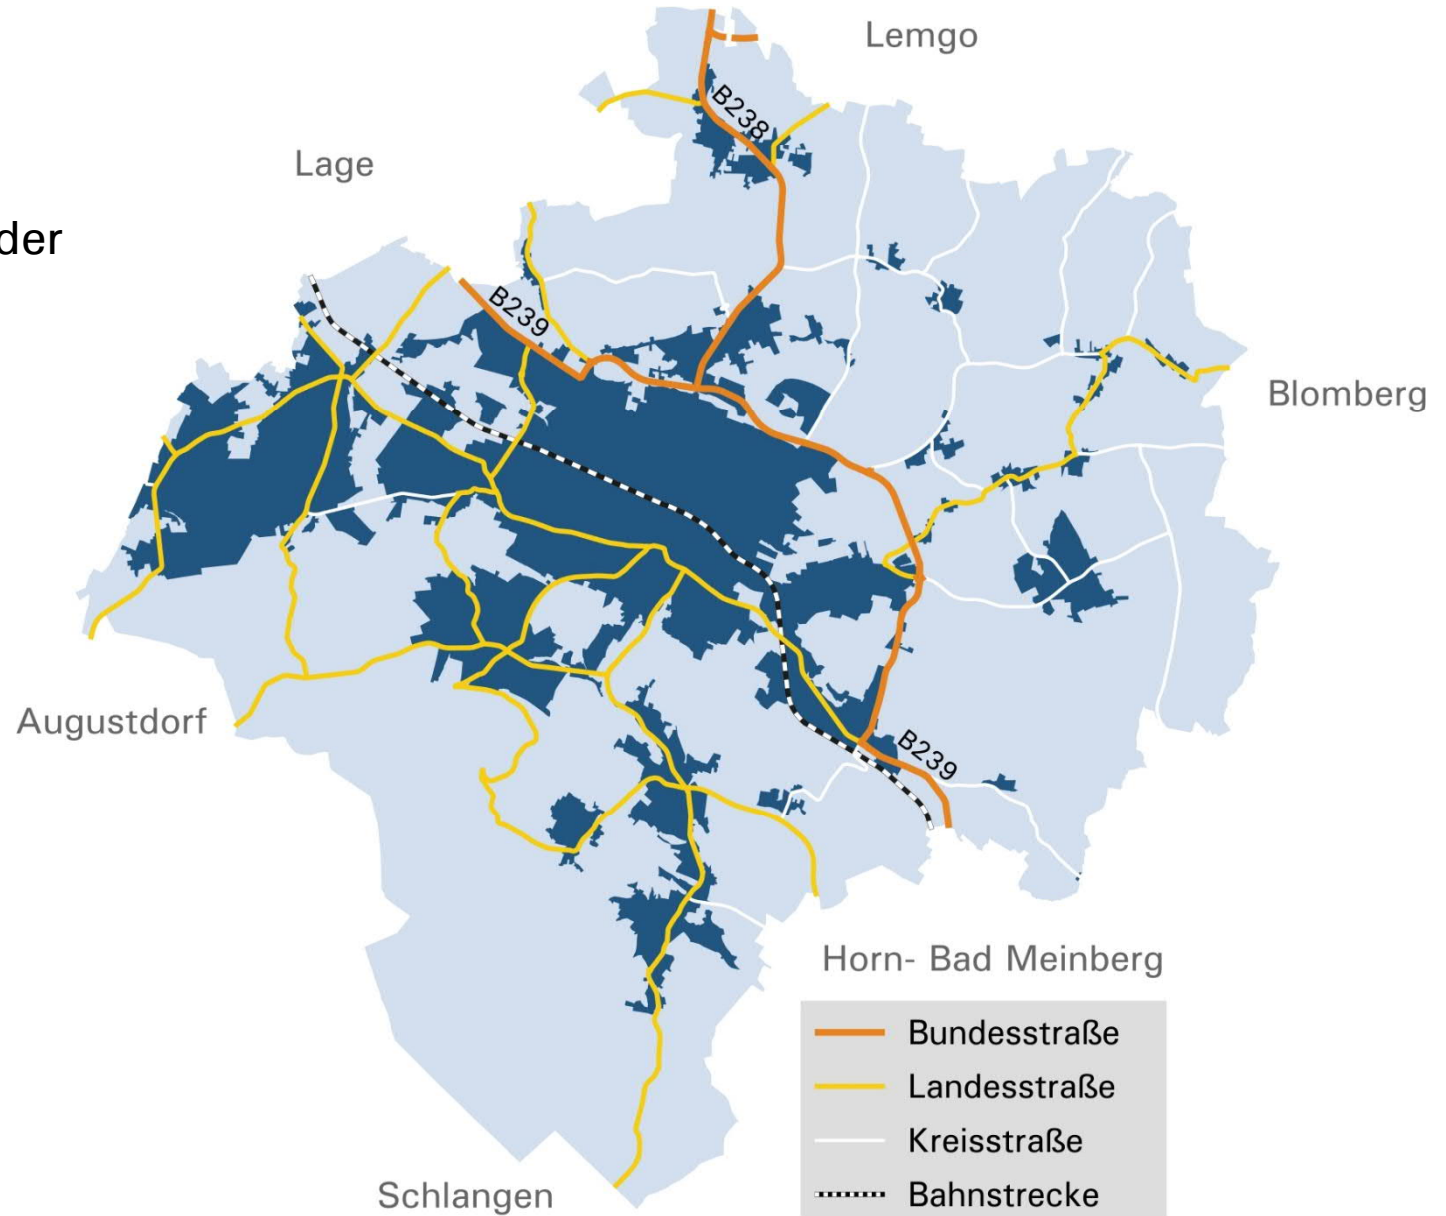 Lemgo
B238
Lage
der
B239
Blomberg
Augustdorf
B239
Horn- Bad Meinberg
Bundesstraße
Landesstraße
Kreisstraße
Bahnstrecke
Schlangen